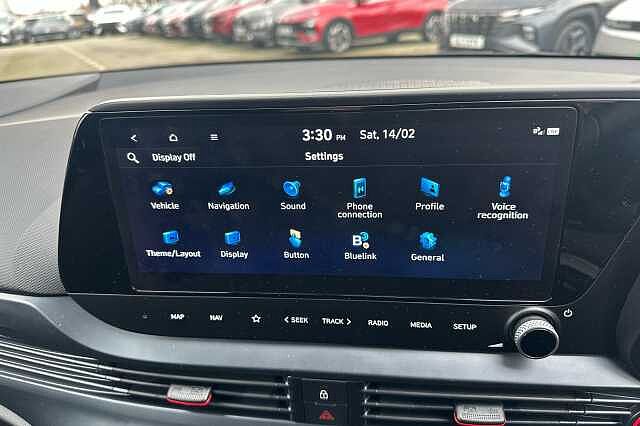 3:30 PM Sat, 14/02
Display Off Settings
Vehicle Navigation Sound Phone connection Profile Voice recognition
Theme/Layout Display Button Bluelink General
MAP NAV < SEEK TRACK > RADIO MEDIA SETUP